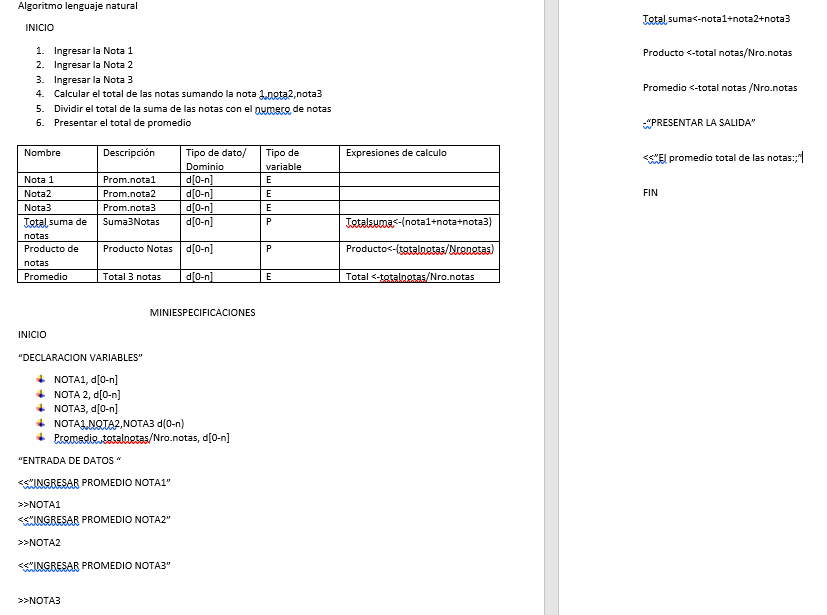 Algoritmo lenguaje natural
INICIO
1. Ingresar la Nota 1
2. Ingresar la Nota 2
3. Ingresar la Nota 3
4. Calcular el total de las notas sumando la nota 1,nota2,nota3
5. Dividir el total de la suma de las notas con el numero de notas
6. Presentar el total de promedio
Nombre Descripción Tipo de dato/ Tipo de Expresiones de calculo
Dominio variable
Nota 1 Prom.nota1 d[0-n] E
Nota2 Prom.nota2 d[0-n] E
Nota3 Prom.nota3 d[0-n] E
Total suma de Suma3Notas d[0-n] P Totalsuma<-(nota1+nota+nota3)
notas
Producto de Producto Notas d[0-n] P Producto<-(totalnotas/Nronotas)
notas
Promedio Total 3 notas d[0-n] E Total <-totalnotas/Nro.notas
MINIESPECIFICACIONES
INICIO
“DECLARACION VARIABLES”
NOTA1, d[0-n]
NOTA 2, d[0-n]
NOTA3, d[0-n]
NOTA1,NOTA2,NOTA3 d(0-n)
Promedio ,totalnotas/Nro.notas, d[0-n]
“ENTRADA DE DATOS “
<<”INGRESAR PROMEDIO NOTA1”
>>NOTA1
<<”INGRESAR PROMEDIO NOTA2”
>>NOTA2
<<”INGRESAR PROMEDIO NOTA3”
>>NOTA3
Total suma<-nota1+nota2+nota3
Producto <-total notas/Nro.notas
Promedio <-total notas /Nro.notas
-“PRESENTAR LA SALIDA”
<<”El promedio total de las notas:;”
FIN